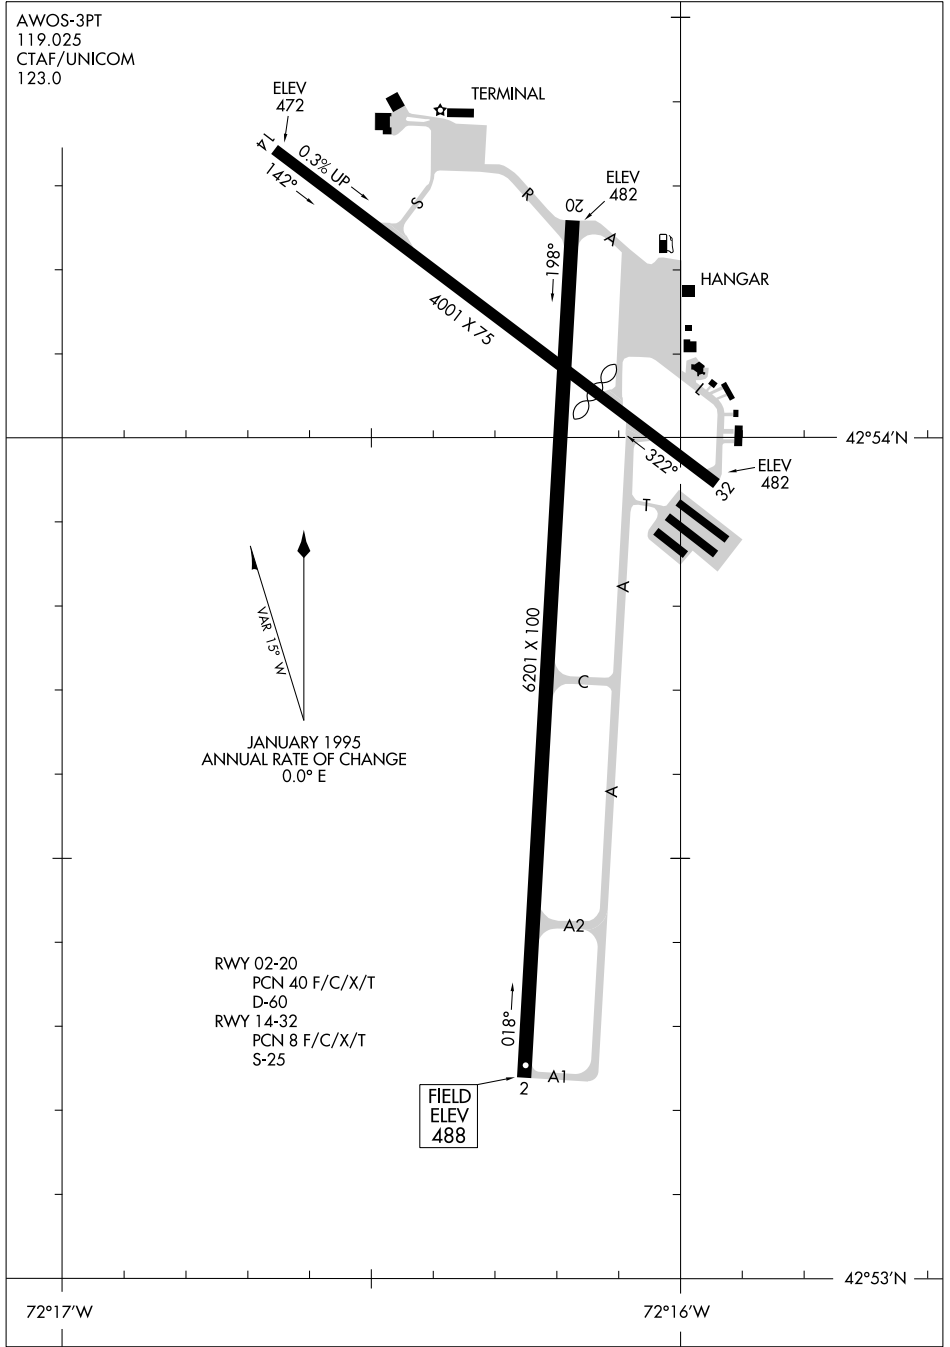 AWOS-3PT
119.025
CTAF/UNICOM
123.0
ELEV
472
TERMINAL
14
0.3% UP
142°
S
R
ELEV
482
20
A
198°
HANGAR
4001 X 75
L
42°54'N
322°
ELEV
482
32
T
VAR 15° W
A
6201 X 100
C
JANUARY 1995
ANNUAL RATE OF CHANGE
0.0° E
A
A2
RWY 02-20
PCN 40 F/C/X/T
D-60
RWY 14-32
PCN 8 F/C/X/T
S-25
018°
2
A1
FIELD
ELEV
488
42°53'N
72°17'W
72°16'W